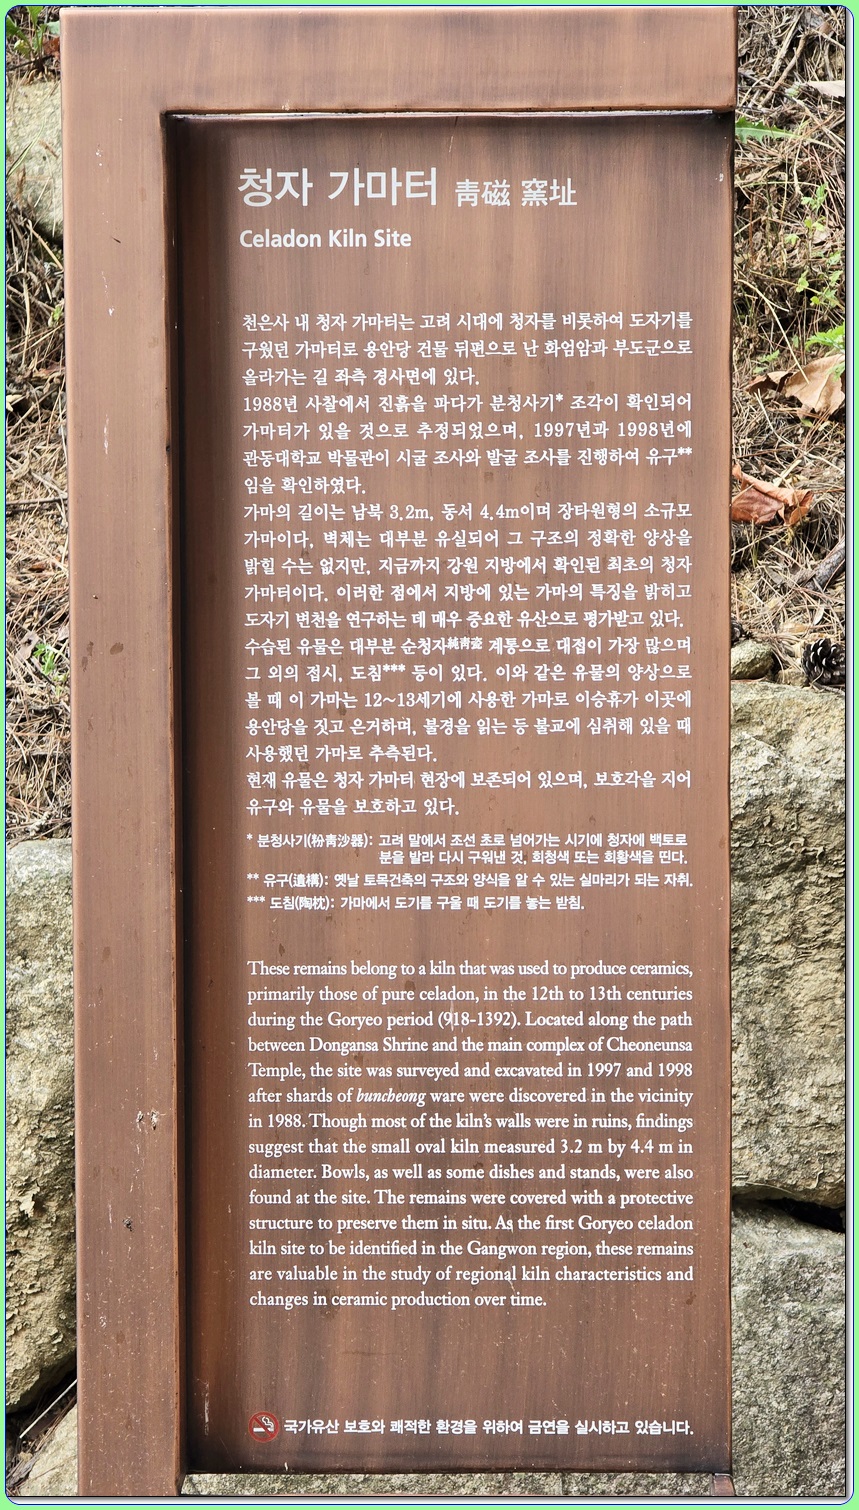 청자 가마터 靑磁 窯址
Celadon Kiln Site
천은사 내 청자 가마터는 고려 시대에 청자를 비롯하여 도자기를
구웠던 가마터로 용안당 건물 뒤편으로 난 화엄암과 부도군으로
올라가는 길 좌측 경사면에 있다.
1988년 사찰에서 진흙을 파다가 분청사기* 조각이 확인되어
가마터가 있을 것으로 추정되었으며, 1997년과 1998년에
관동대학교 박물관이 시굴 조사와 발굴 조사를 진행하여 유구**
임을 확인하였다.
가마의 길이는 남북 3.2m, 동서 4.4m이며 장타원형의 소규모
가마이다. 벽체는 대부분 유실되어 그 구조의 정확한 양상을
밝힐 수는 없지만, 지금까지 강원 지방에서 확인된 최초의 청자
가마터이다. 이러한 점에서 지방에 있는 가마의 특징을 밝히고
도자기 변천을 연구하는 데 매우 중요한 유산으로 평가받고 있다.
수습된 유물은 대부분 순청자純靑瓷 계통으로 대접이 가장 많으며
그 외의 접시, 도침*** 등이 있다. 이와 같은 유물의 양상으로
볼 때 이 가마는 12~13세기에 사용한 가마로 이승휴가 이곳에
용안당을 짓고 은거하며, 불경을 읽는 등 불교에 심취해 있을 때
사용했던 가마로 추측된다.
현재 유물은 청자 가마터 현장에 보존되어 있으며, 보호각을 지어
유구와 유물을 보호하고 있다.
* 분청사기(粉靑沙器): 고려 말에서 조선 초로 넘어가는 시기에 청자에 백토로
분을 발라 다시 구워낸 것. 회청색 또는 회황색을 띤다.
** 유구(遺構): 옛날 토목건축의 구조와 양식을 알 수 있는 실마리가 되는 자취.
*** 도침(陶枕): 가마에서 도기를 구울 때 도기를 놓는 받침.
These remains belong to a kiln that was used to produce ceramics,
primarily those of pure celadon, in the 12th to 13th centuries
during the Goryeo period (918-1392). Located along the path
between Dongansa Shrine and the main complex of Cheoneunsa
Temple, the site was surveyed and excavated in 1997 and 1998
after shards of buncheong ware were discovered in the vicinity
in 1988. Though most of the kiln's walls were in ruins, findings
suggest that the small oval kiln measured 3.2 m by 4.4 m in
diameter. Bowls, as well as some dishes and stands, were also
found at the site. The remains were covered with a protective
structure to preserve them in situ. As the first Goryeo celadon
kiln site to be identified in the Gangwon region, these remains
are valuable in the study of regional kiln characteristics and
changes in ceramic production over time.
국가유산 보호와 쾌적한 환경을 위하여 금연을 실시하고 있습니다.